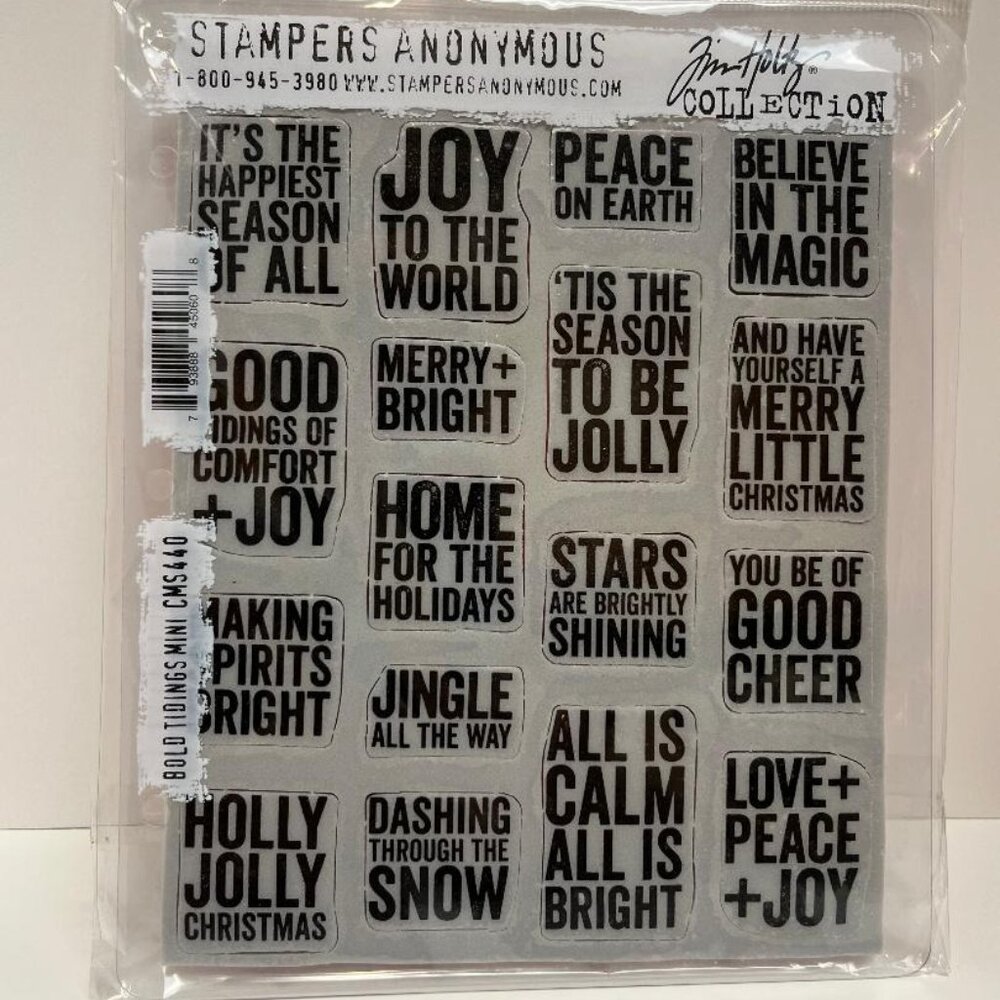 STAMPERS ANONYMOUS
1-800-945-3980 WWW.STAMPERSANONYMOUS.COM
Tim Holtz®
COLLECTION
IT'S THE
HAPPIEST
SEASON
OF ALL
JOY
TO THE
WORLD
PEACE
ON EARTH
BELIEVE
IN THE
MAGIC
7 93888 45060 8
GOOD
TIDINGS OF
COMFORT
+JOY
MERRY+
BRIGHT
'TIS THE
SEASON
TO BE
JOLLY
AND HAVE
YOURSELF A
MERRY
LITTLE
CHRISTMAS
HOME
FOR THE
HOLIDAYS
STARS
ARE BRIGHTLY
SHINING
YOU BE OF
GOOD
CHEER
BOLD TIDINGS MINI CMS440
MAKING
SPIRITS
BRIGHT
JINGLE
ALL THE WAY
ALL IS
CALM
ALL IS
BRIGHT
LOVE+
PEACE
+JOY
HOLLY
JOLLY
CHRISTMAS
DASHING
THROUGH THE
SNOW